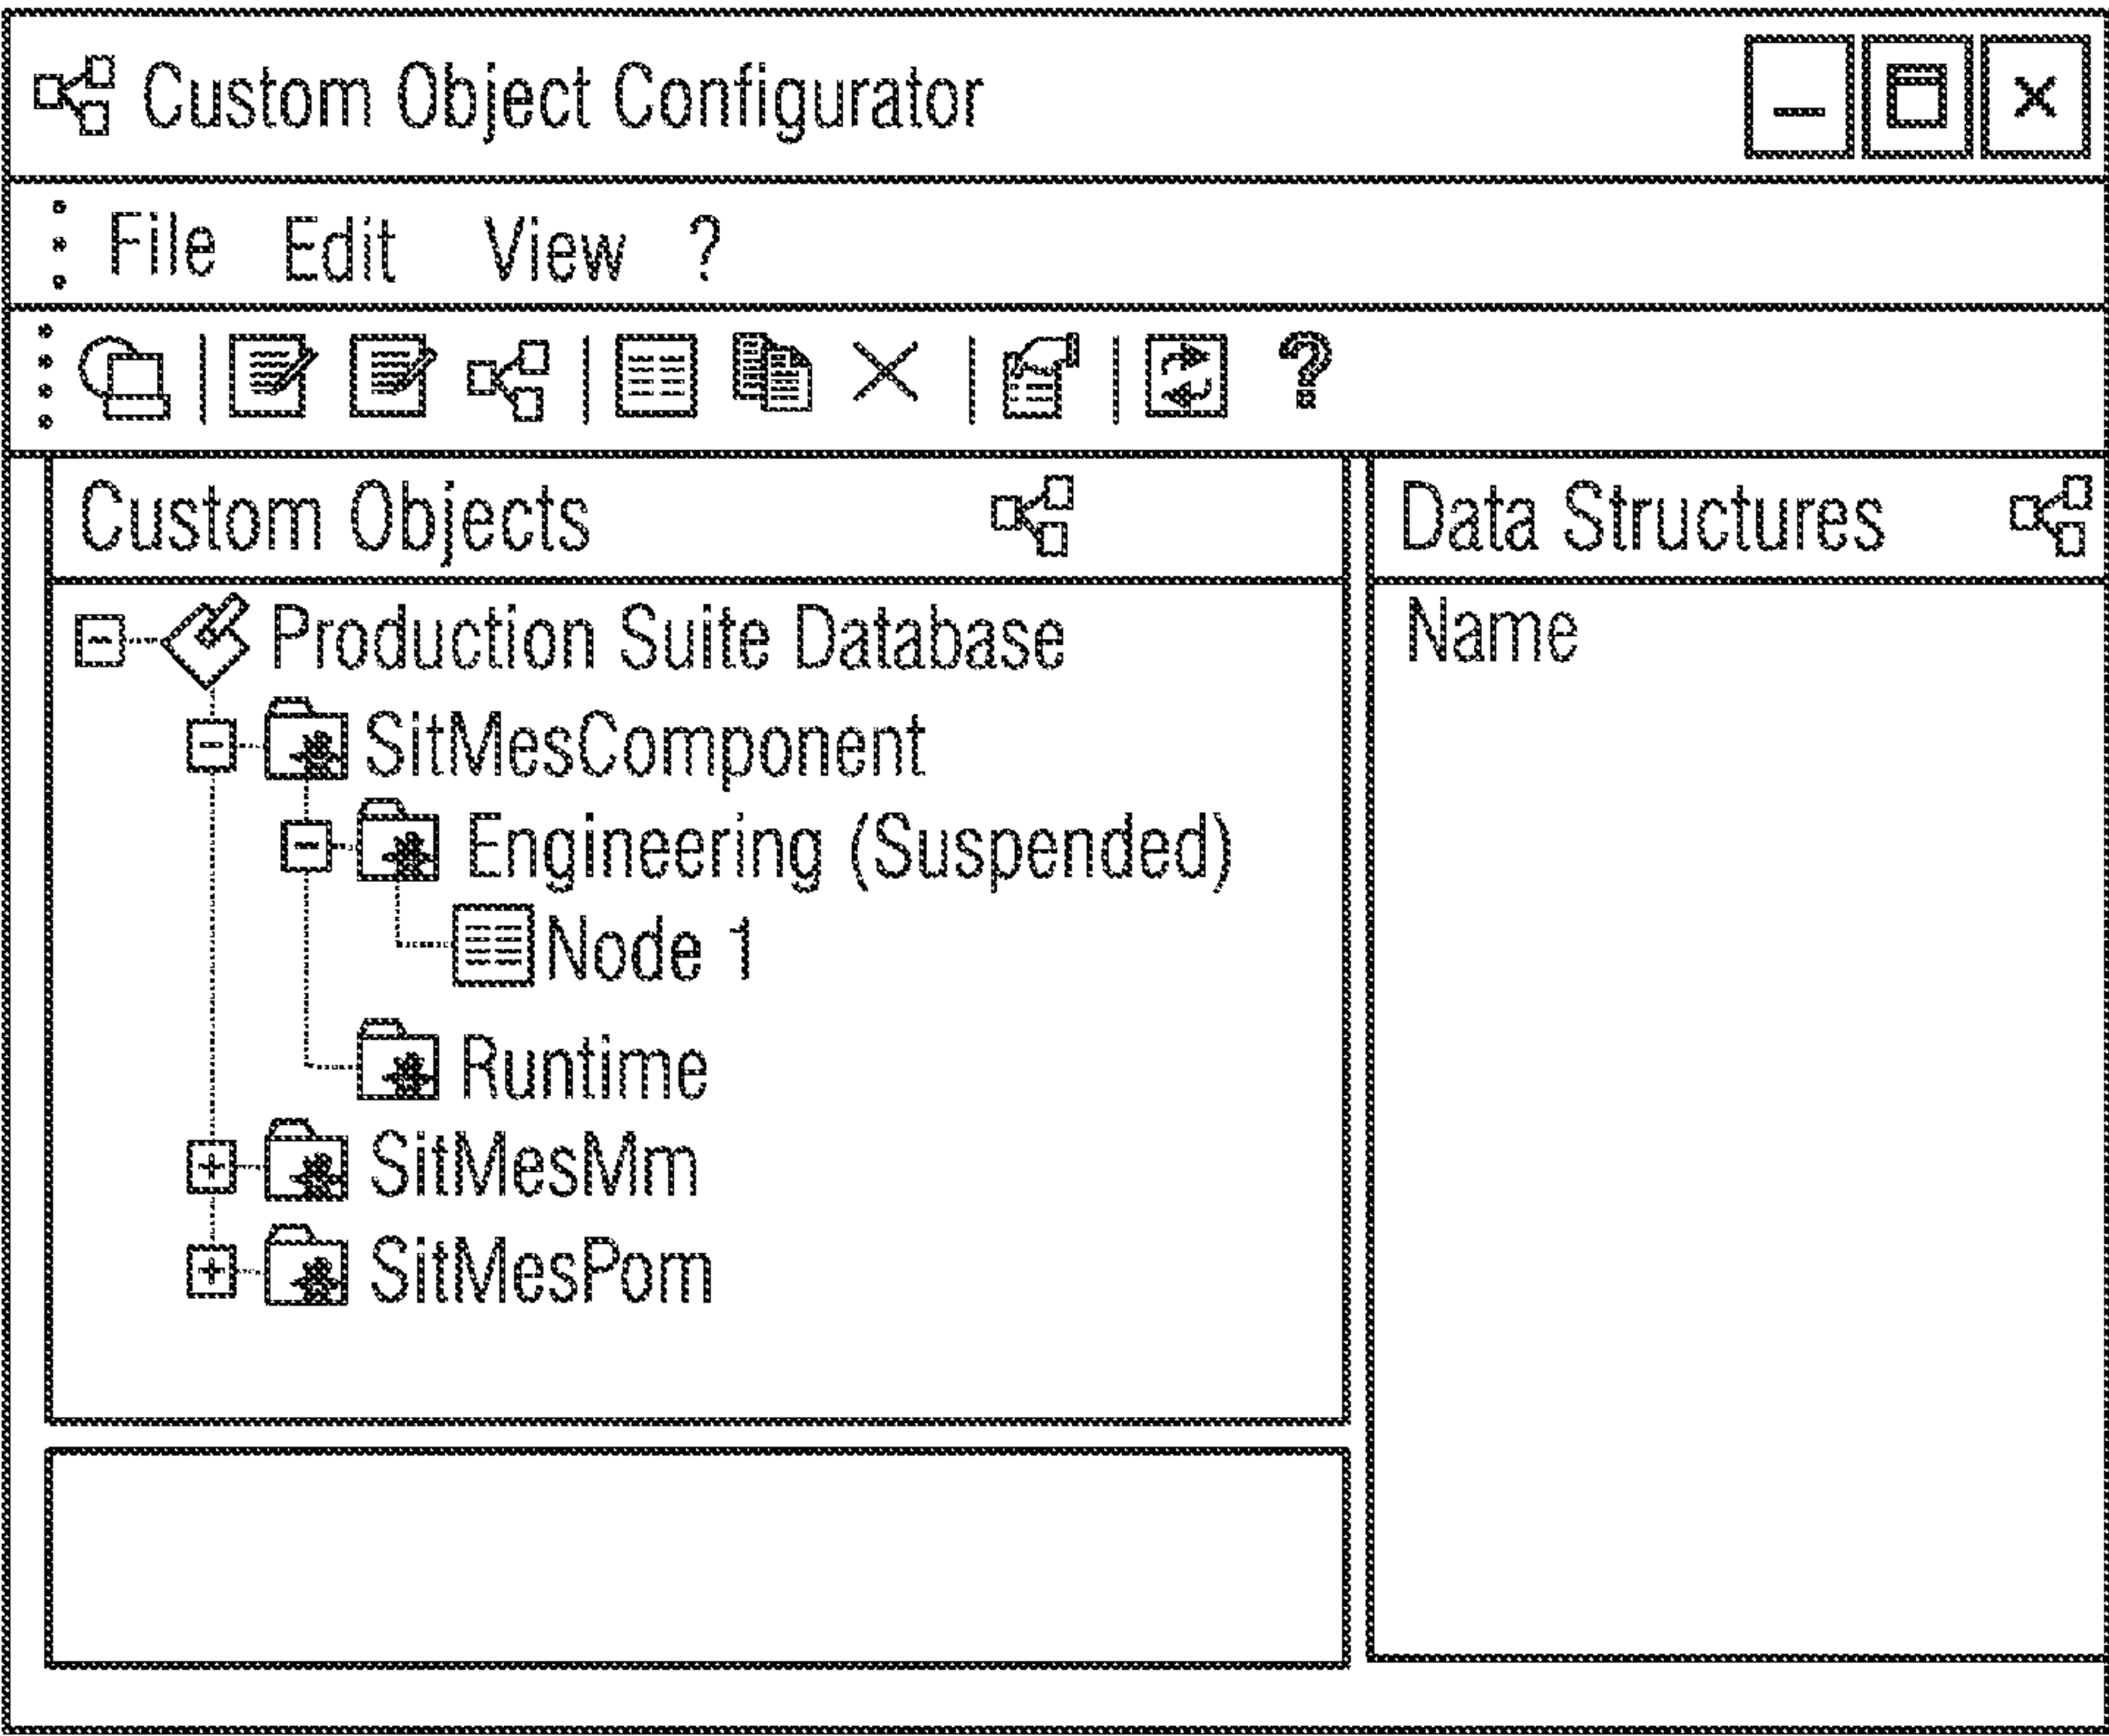 Custom Object Configurator
File Edit View ?
Custom Objects
Data Structures
Production Suite Database
Name
SitMesComponent
Engineering (Suspended)
Node 1
Runtime
SitMesMm
SitMesPom